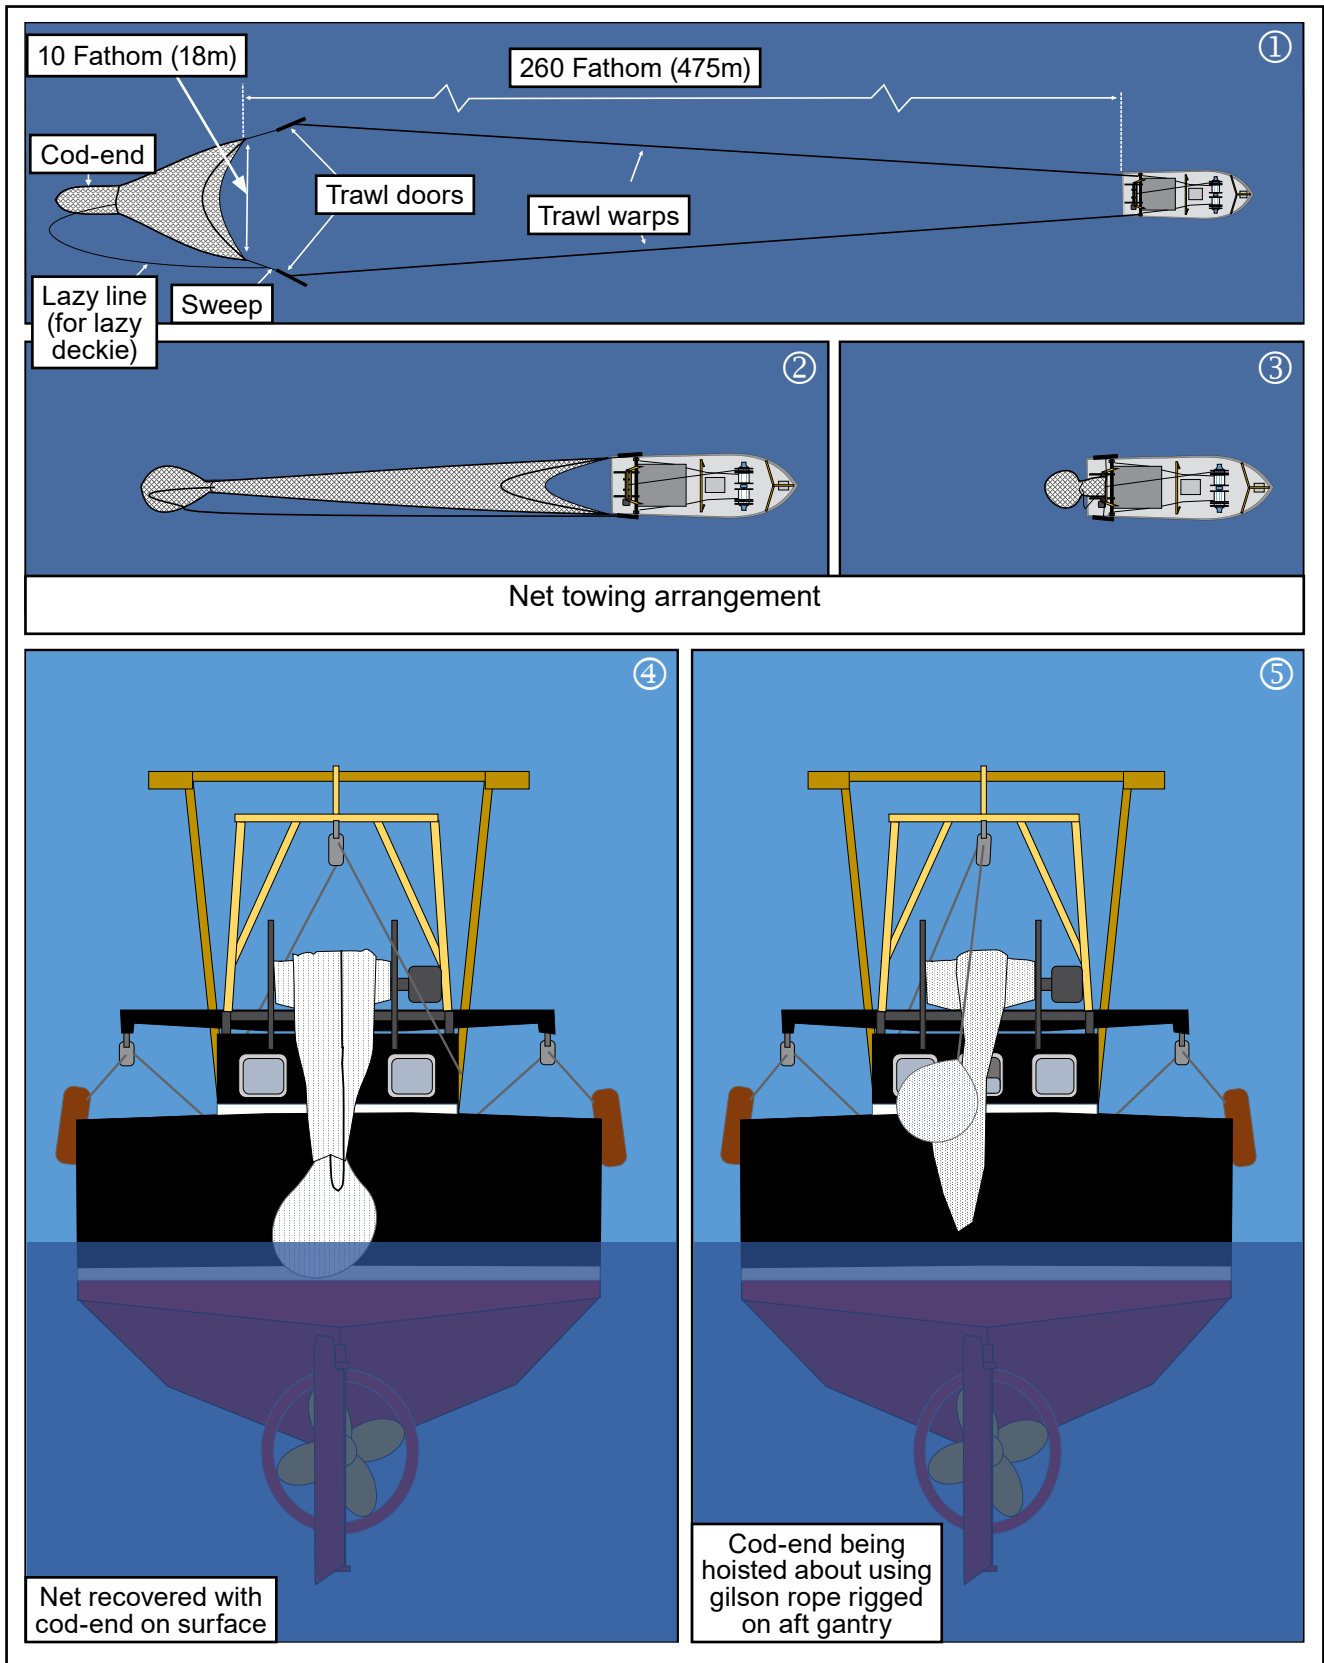 ①
10 Fathom (18m)
260 Fathom (475m)
Cod-end
Trawl doors
Trawl warps
Lazy line
(for lazy
deckie)
Sweep
②
③
Net towing arrangement
④
⑤
Net recovered with
cod-end on surface
Cod-end being
hoisted about using
gilson rope rigged
on aft gantry